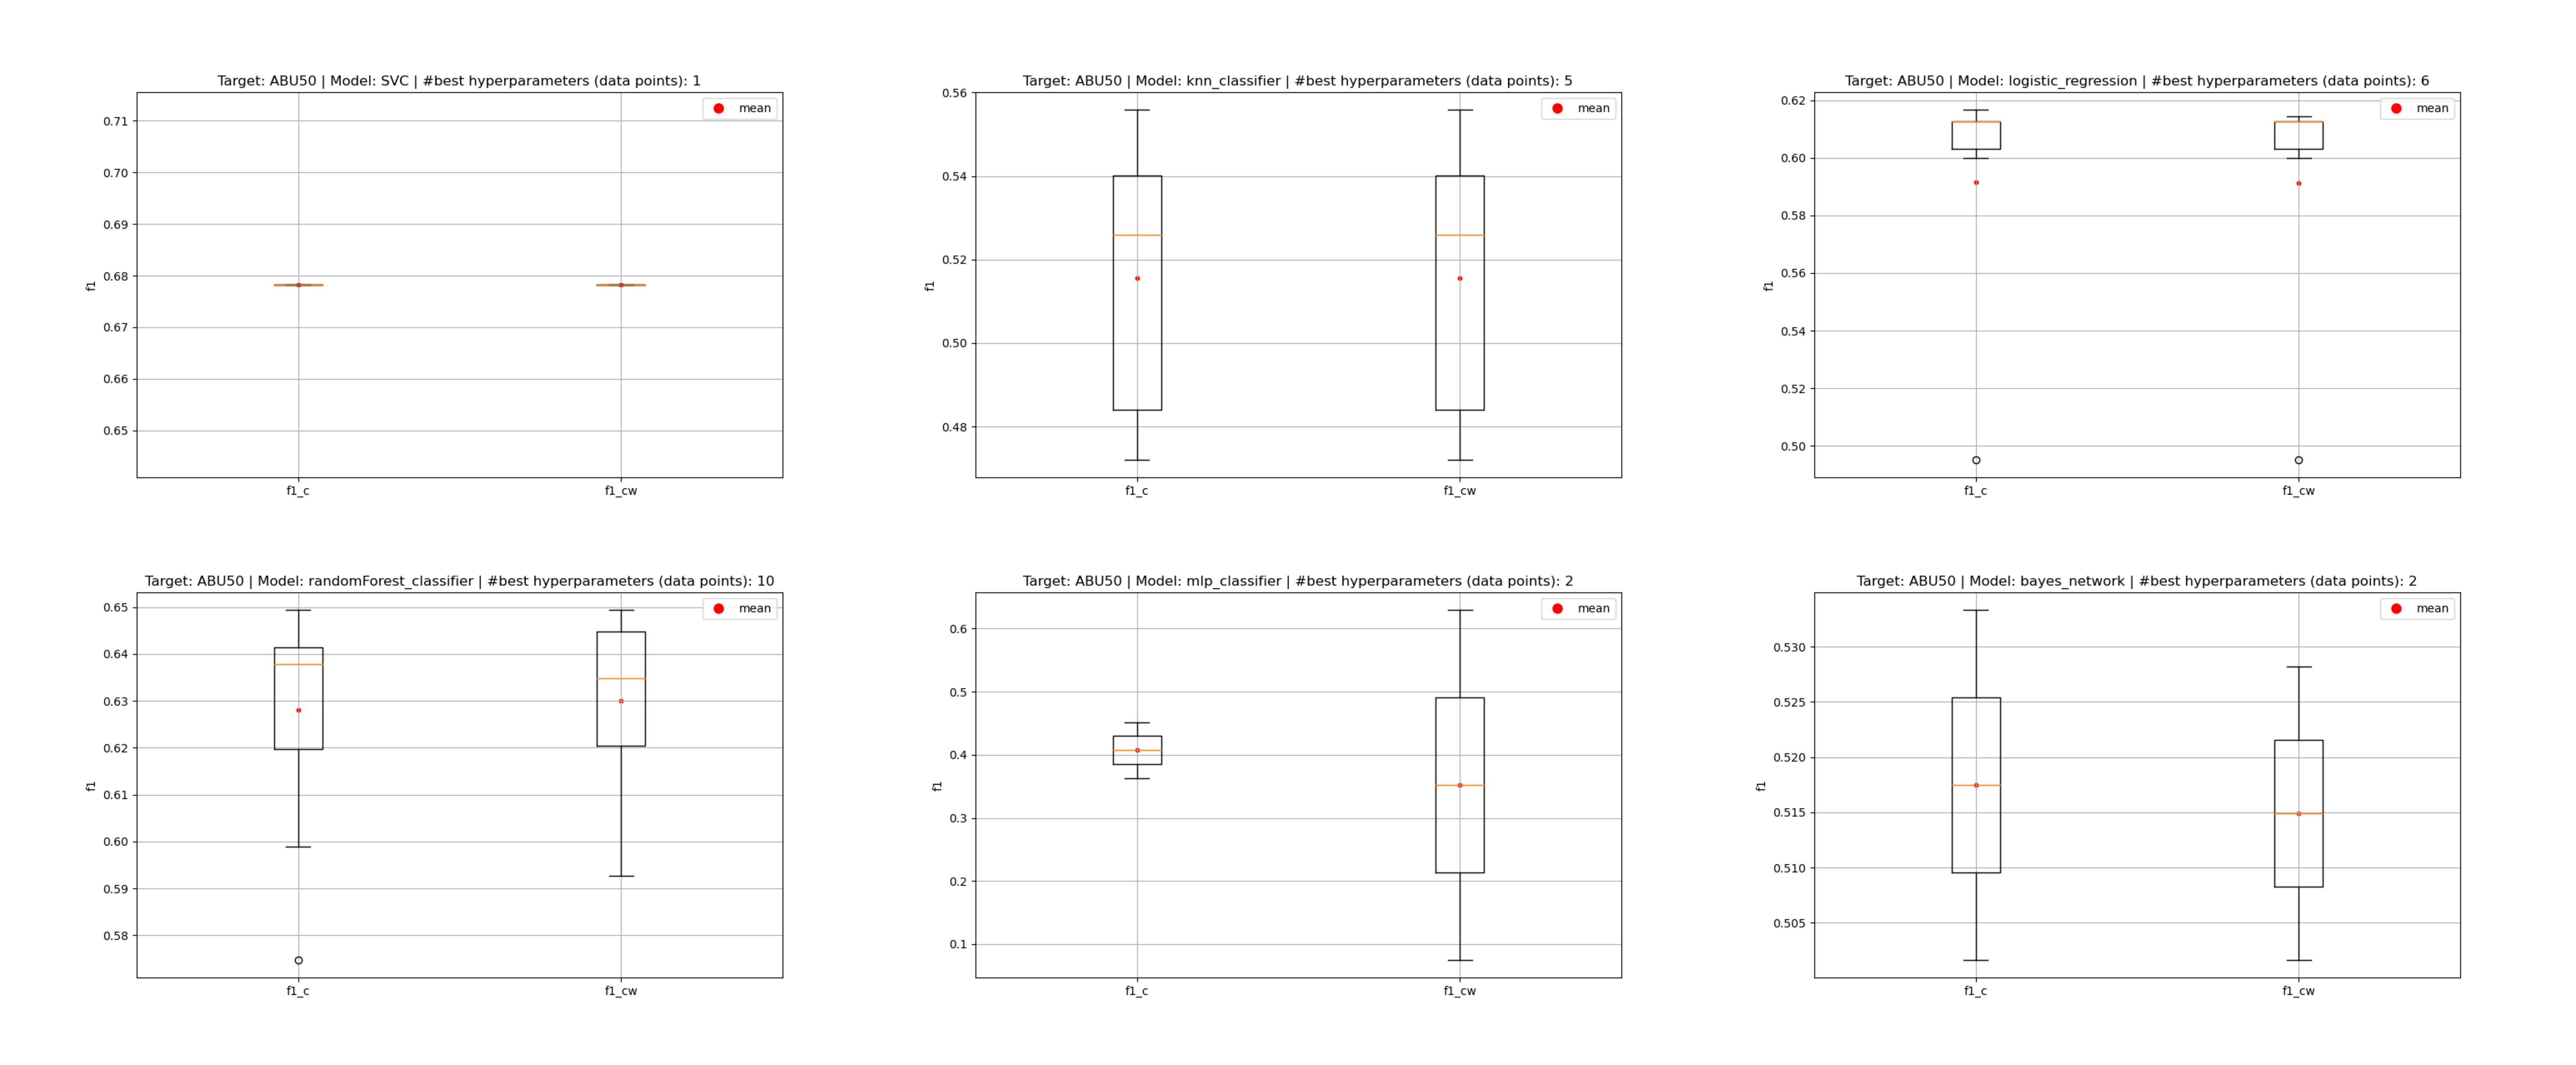 Target: ABU50 | Model: SVC | #best hyperparameters (data points): 1
mean
0.71
0.70
0.69
0.68
0.67
0.66
0.65
f1
f1_c
f1_cw
Target: ABU50 | Model: knn_classifier | #best hyperparameters (data points): 5
mean
0.56
0.54
0.52
0.50
0.48
f1
f1_c
f1_cw
Target: ABU50 | Model: logistic_regression | #best hyperparameters (data points): 6
mean
0.62
0.60
0.58
0.56
0.54
0.52
0.50
f1
f1_c
f1_cw
Target: ABU50 | Model: randomForest_classifier | #best hyperparameters (data points): 10
mean
0.65
0.64
0.63
0.62
0.61
0.60
0.59
0.58
f1
f1_c
f1_cw
Target: ABU50 | Model: mlp_classifier | #best hyperparameters (data points): 2
mean
0.6
0.5
0.4
0.3
0.2
0.1
f1
f1_c
f1_cw
Target: ABU50 | Model: bayes_network | #best hyperparameters (data points): 2
mean
0.530
0.525
0.520
0.515
0.510
0.505
f1
f1_c
f1_cw